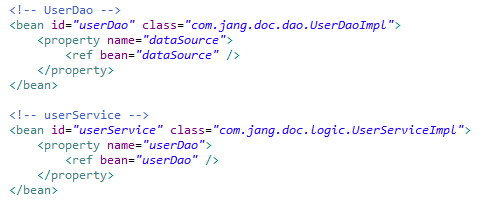 <!-- UserDao -->
<bean id="userDao" class="com.jang.doc.dao.UserDaoImpl">
    <property name="dataSource">
        <ref bean="dataSource" />
    </property>
</bean>

<!-- userService -->
<bean id="userService" class="com.jang.doc.logic.UserServiceImpl">
    <property name="userDao">
        <ref bean="userDao" />
    </property>
</bean>